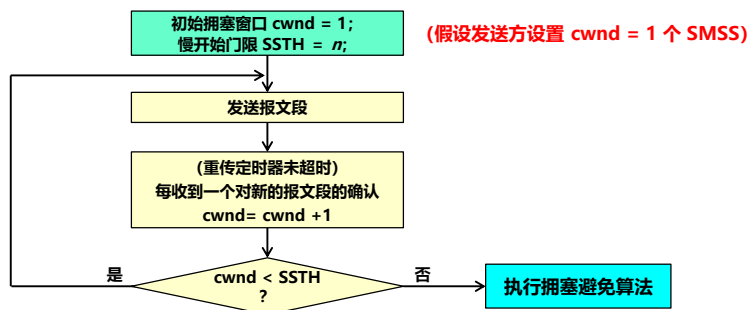 初始拥塞窗口 cwnd = 1；
慢开始门限 SSTH = n;
（假设发送方设置 cwnd = 1 个 SMSS）
发送报文段
（重传定时器未超时）
每收到一个对新的报文段的确认
cwnd= cwnd +1
是
cwnd < SSTH
?
否
执行拥塞避免算法